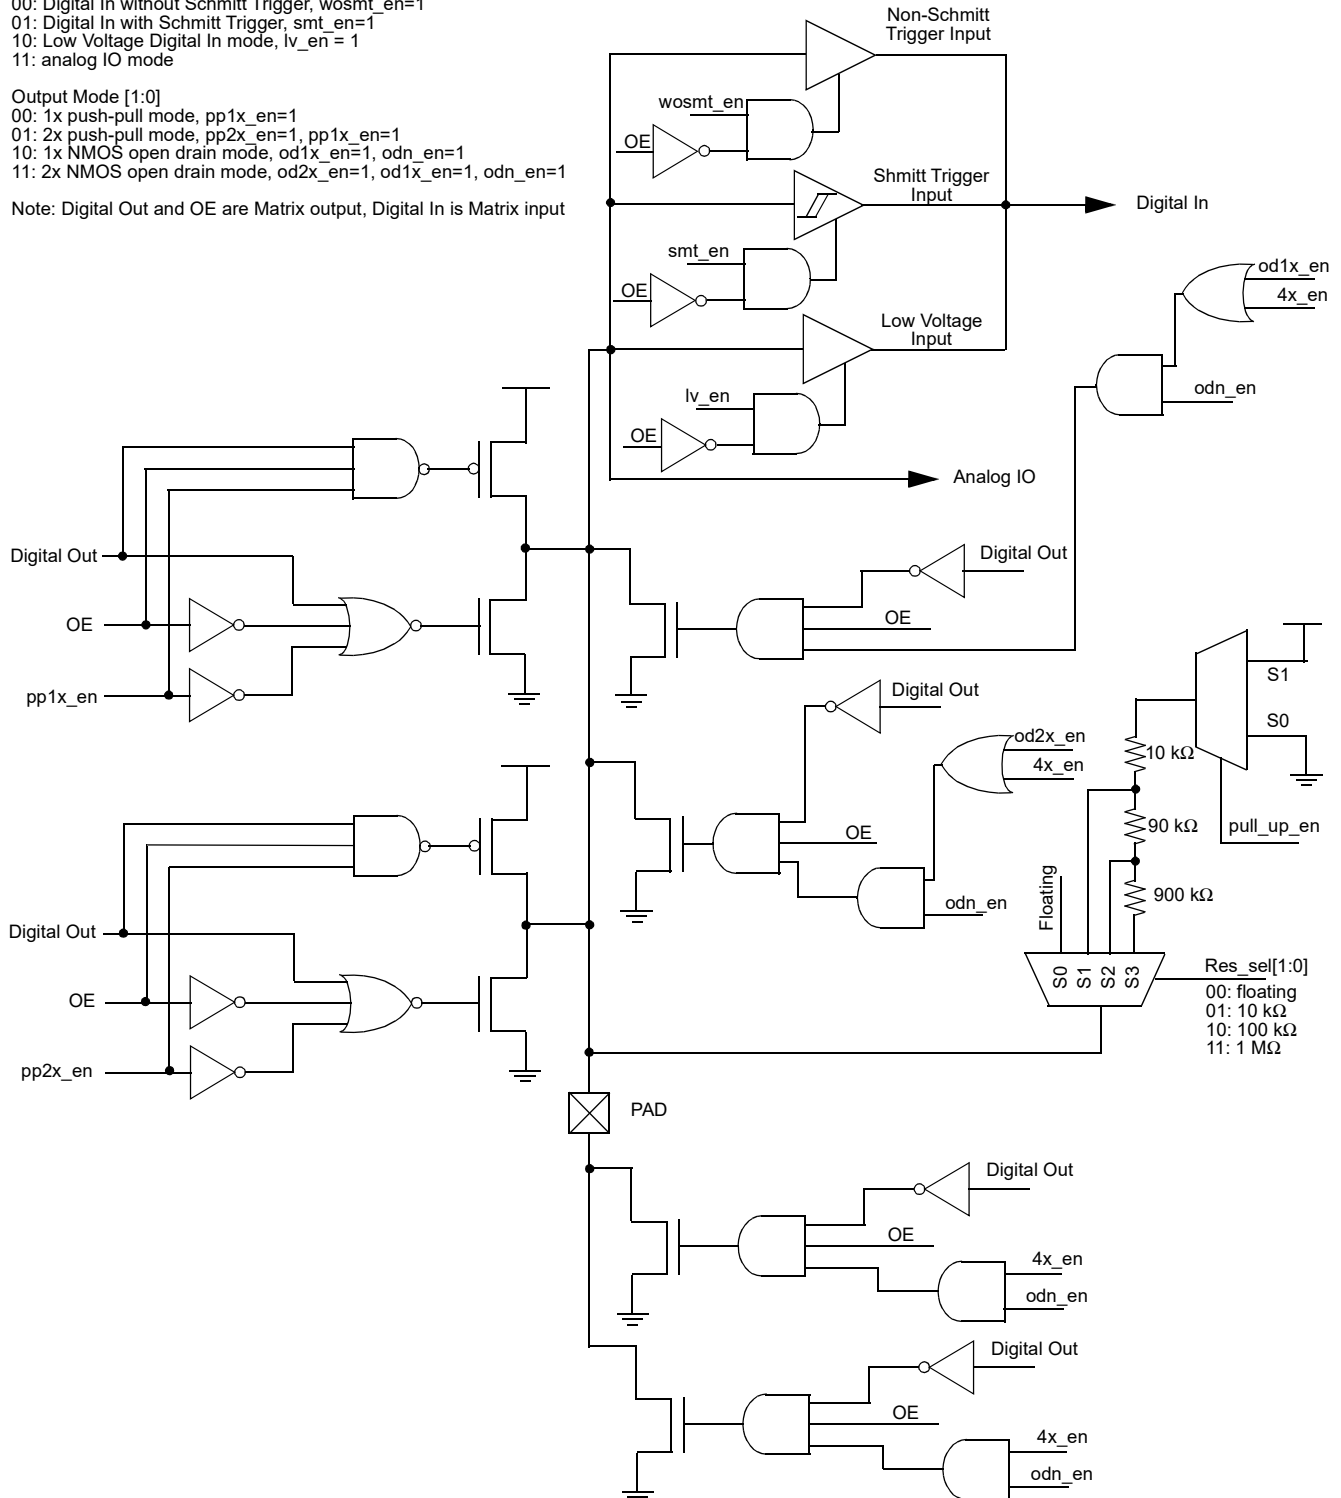 00: Digital In without Schmitt Trigger, wosmt_en=1
01: Digital In with Schmitt Trigger, smt_en=1
10: Low Voltage Digital In mode, lv_en = 1
11: analog IO mode
Output Mode [1:0]
00: 1x push-pull mode, pp1x_en=1
01: 2x push-pull mode, pp2x_en=1, pp1x_en=1
10: 1x NMOS open drain mode, od1x_en=1, odn_en=1
11: 2x NMOS open drain mode, od2x_en=1, od1x_en=1, odn_en=1
Note: Digital Out and OE are Matrix output, Digital In is Matrix input
Non-Schmitt
Trigger Input
wosmt_en
OE
Shmitt Trigger
Input
Digital In
smt_en
OE
od1x_en
4x_en
Low Voltage
Input
odn_en
lv_en
OE
Analog IO
Digital Out
OE
pp1x_en
Digital Out
OE
Digital Out
od2x_en
4x_en
OE
odn_en
S1
S0
10 kΩ
90 kΩ
pull_up_en
900 kΩ
Floating
S0
S1
S2
S3
Res_sel[1:0]
00: floating
01: 10 kΩ
10: 100 kΩ
11: 1 MΩ
Digital Out
OE
pp2x_en
PAD
Digital Out
OE
4x_en
odn_en
Digital Out
OE
4x_en
odn_en